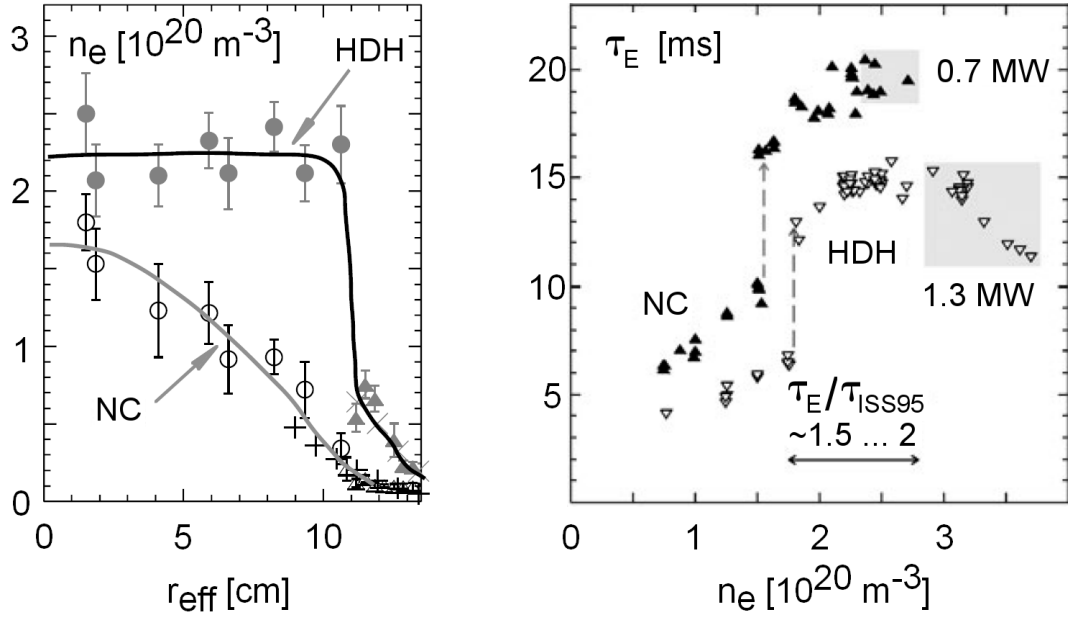 n_e [10^20 m^-3]
HDH
NC
0
1
2
3
0
5
10
r_eff [cm]
τ_E [ms]
0.7 MW
1.3 MW
NC
HDH
τ_E/τ_ISS95
~1.5 ... 2
20
15
10
5
0
1
2
3
n_e [10^20 m^-3]